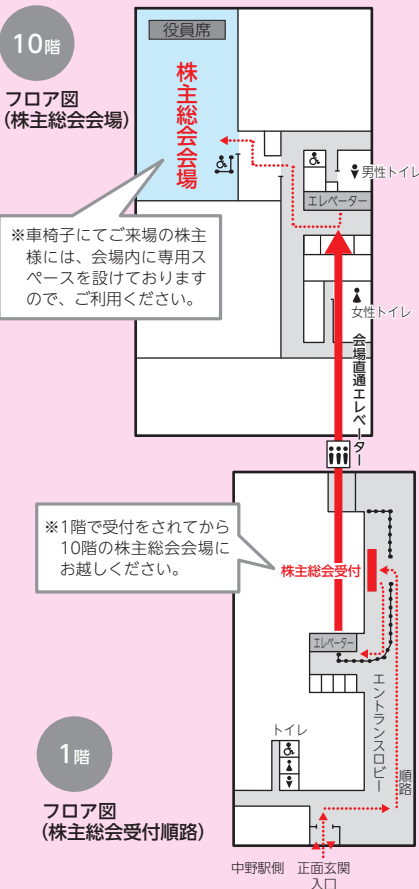 10階
フロア図
(株主総会会場)
役員席
株主総会会場
男性トイレ
エレベーター
※車椅子にてご来場の株主
様には、会場内に専用ス
ペースを設けております
ので、ご利用ください。
女性トイレ
会場直通エレベーター
※1階で受付をされてから
10階の株主総会会場に
お越しください。
株主総会受付
エレベーター
エントランスロビー
順路
トイレ
1階
フロア図
(株主総会受付順路)
中野駅側
正面玄関
入口